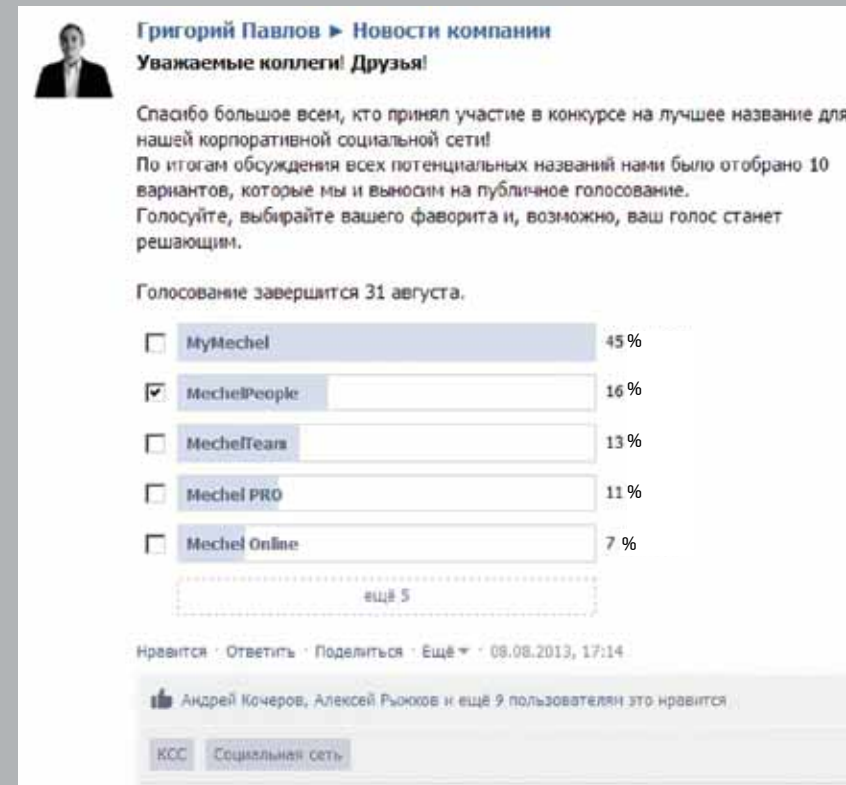 Григорий Павлов ► Новости компании
Уважаемые коллеги! Друзья!
Спасибо большое всем, кто принял участие в конкурсе на лучшее название для
нашей корпоративной социальной сети!
По итогам обсуждения всех потенциальных названий нами было отобрано 10
вариантов, которые мы и выносим на публичное голосование.
Голосуйте, выбирайте вашего фаворита и, возможно, ваш голос станет
решающим.
Голосование завершится 31 августа.
MyMechel 45 %
MechelPeople 16 %
MechelTeam 13 %
Mechel PRO 11 %
Mechel Online 7 %
ещё 5
Нравится · Ответить · Поделиться · Ещё ▾ · 08.08.2013, 17:14
Андрей Кочеров, Алексей Рыжков и ещё 9 пользователям это нравится
КСС Социальная сеть